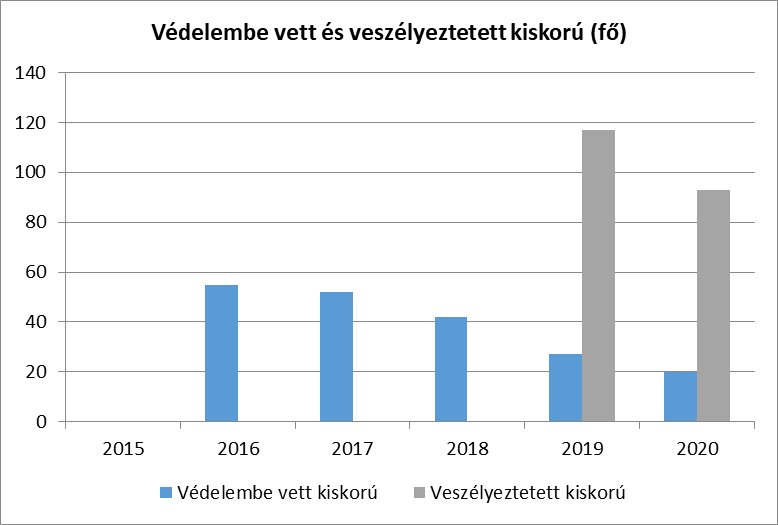 Védelembe vett és veszélyeztetett kiskorú (fő)
140
120
100
80
60
40
20
0
2015 2016 2017 2018 2019 2020
Védelembe vett kiskorú Veszélyeztetett kiskorú